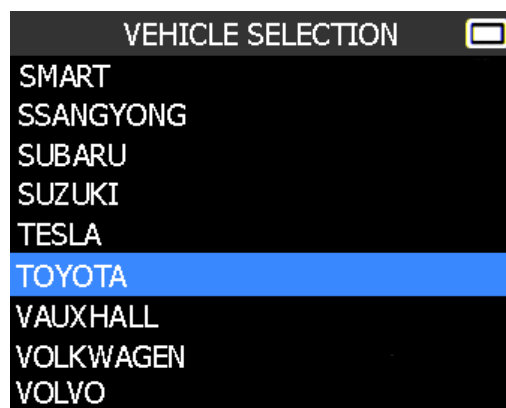 VEHICLE SELECTION
SMART
SSANGYONG
SUBARU
SUZUKI
TESLA
TOYOTA
VAUXHALL
VOLKWAGEN
VOLVO